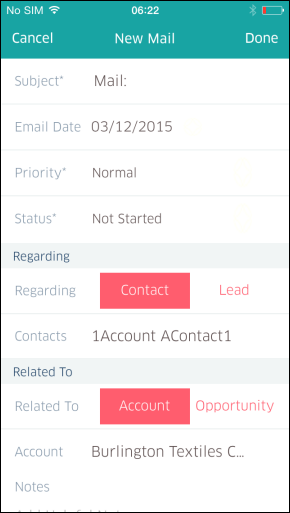 No SIM 06:22
Cancel New Mail Done
Subject* Mail:
Email Date 03/12/2015
Priority* Normal
Status* Not Started
Regarding
Regarding Contact Lead
Contacts 1Account AContact1
Related To
Related To Account Opportunity
Account Burlington Textiles C...
Notes